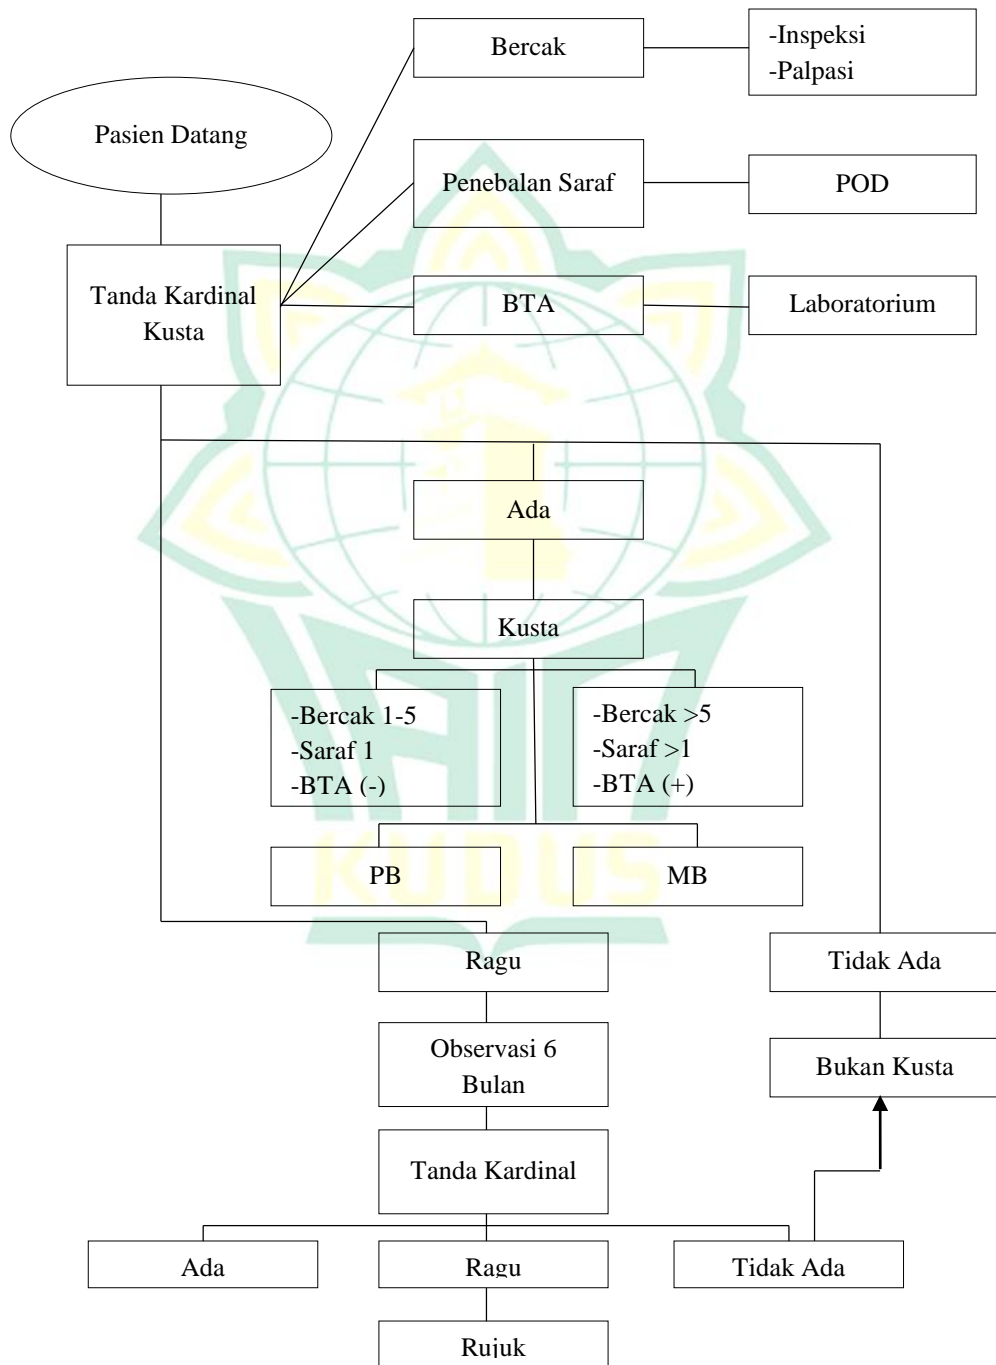 Bercak
-Inspeksi
-Palpasi
Pasien Datang
Penebalan Saraf
POD
Tanda Kardinal
Kusta
BTA
Laboratorium
Ada
Kusta
-Bercak 1-5
-Saraf 1
-BTA (-)
-Bercak >5
-Saraf >1
-BTA (+)
PB
MB
KUDUS
Ragu
Tidak Ada
Observasi 6
Bulan
Bukan Kusta
Tanda Kardinal
Ada
Ragu
Tidak Ada
Rujuk